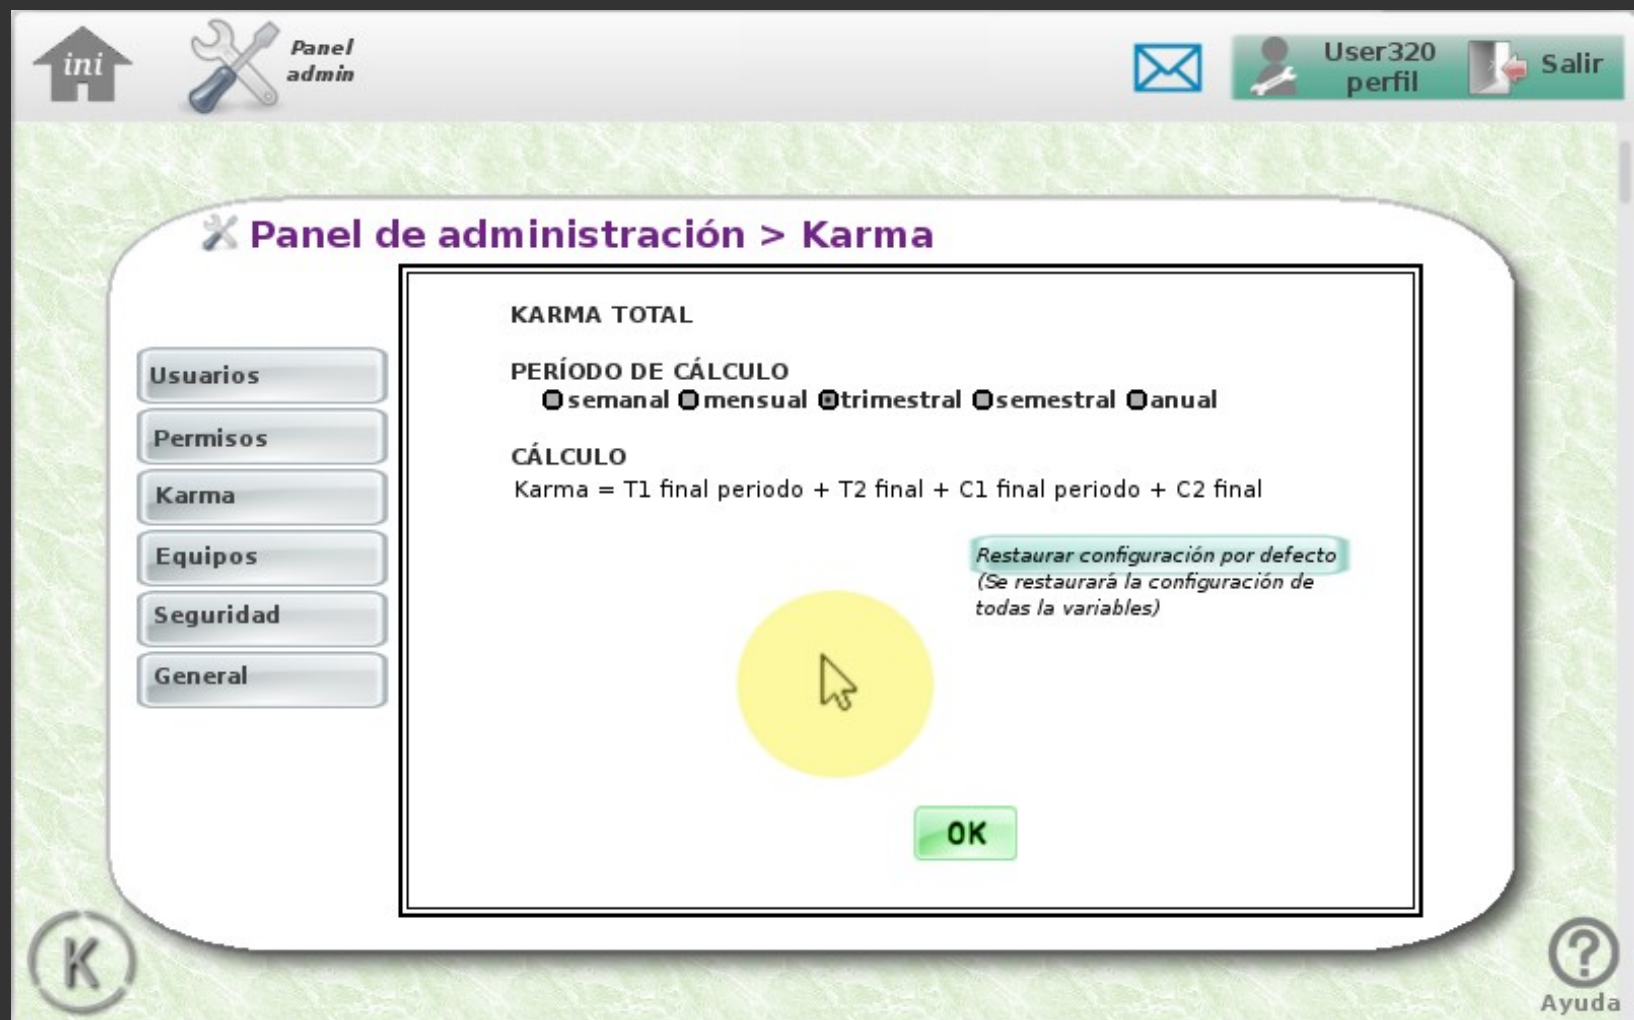 ini
Panel
admin
User320
perfil
Salir
Panel de administración > Karma
Usuarios
Permisos
Karma
Equipos
Seguridad
General
KARMA TOTAL
PERÍODO DE CÁLCULO
semanal mensual trimestral semestral anual
CÁLCULO
Karma = T1 final periodo + T2 final + C1 final periodo + C2 final
Restaurar configuración por defecto
(Se restaurará la configuración de
todas la variables)
OK
K
?
Ayuda